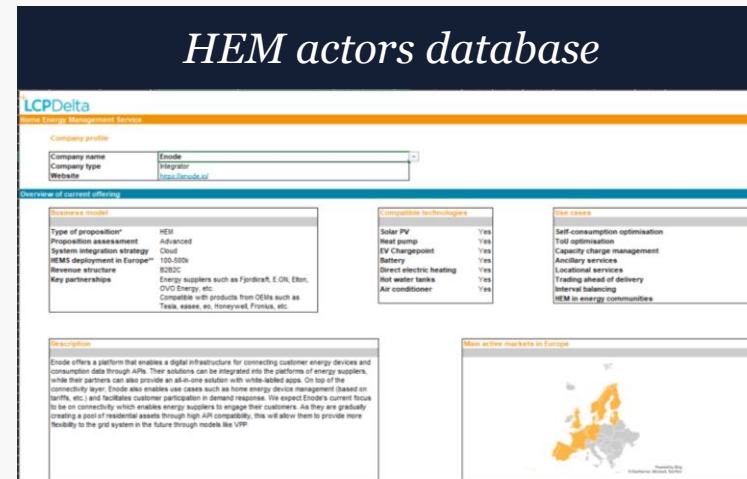 HEM actors database
LCPDelta
Home Energy Management Service
Company profile
Company name Enode
Company type Integrator
Website https://enode.io/
Overview of current offering
Business model
Type of proposition* HEM
Proposition assessment Advanced
System integration strategy Cloud
HEMS deployment in Europe** 100-500k
Revenue structure B2B2C
Key partnerships Energy suppliers such as Fjordkraft, E.ON, Elton,
OVO Energy, etc.
Compatible with products from OEMs such as
Tesla, easee, eo, Honeywell, Fronius, etc.
Compatible technologies
Solar PV Yes
Heat pump Yes
EV Chargepoint Yes
Battery Yes
Direct electric heating Yes
Hot water tanks Yes
Air conditioner Yes
Use cases
Self-consumption optimisation
ToU optimisation
Capacity charge management
Ancillary services
Locational services
Trading ahead of delivery
Interval balancing
HEM in energy communities
Description
Enode offers a platform that enables a digital infrastructure for connecting customer energy devices and
consumption data through APIs. Their solutions can be integrated into the platforms of energy suppliers,
while their partners can also provide an all-in-one solution with white-labled apps. On top of the
connectivity layer, Enode also enables use cases such as home energy device management (based on
tariffs, etc.) and facilitates customer participation in demand response. We expect Enode's current focus
to be on connectivity which enables energy suppliers to engage their customers. As they are gradually
creating a pool of residential assets through high API compatibility, this will allow them to provide more
flexibility to the grid system in the future through models like VPP.
Main active markets in Europe
Powered by Bing